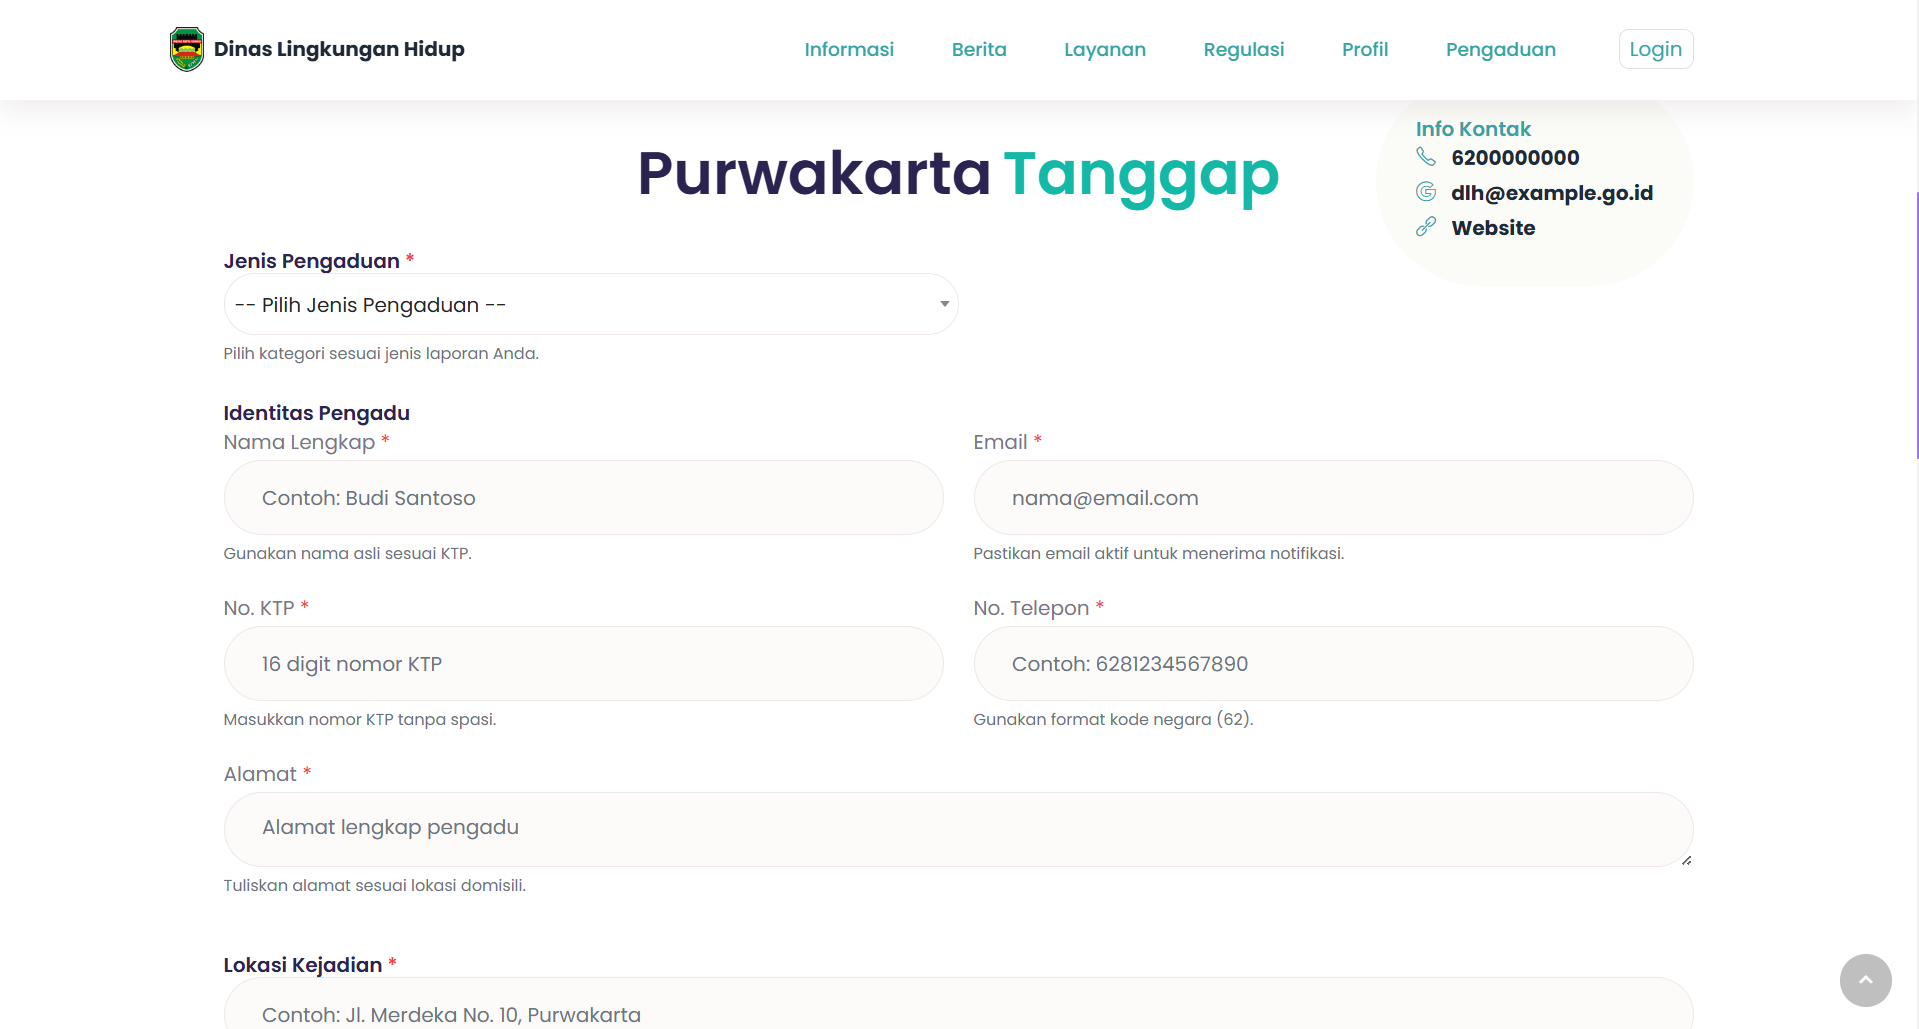 Dinas Lingkungan Hidup
Informasi
Berita
Layanan
Regulasi
Profil
Pengaduan
Login
Info Kontak
6200000000
dlh@example.go.id
Website
Purwakarta Tanggap
Jenis Pengaduan *
-- Pilih Jenis Pengaduan --
Pilih kategori sesuai jenis laporan Anda.
Identitas Pengadu
Nama Lengkap *
Contoh: Budi Santoso
Gunakan nama asli sesuai KTP.
Email *
nama@email.com
Pastikan email aktif untuk menerima notifikasi.
No. KTP *
16 digit nomor KTP
Masukkan nomor KTP tanpa spasi.
No. Telepon *
Contoh: 6281234567890
Gunakan format kode negara (62).
Alamat *
Alamat lengkap pengadu
Tuliskan alamat sesuai lokasi domisili.
Lokasi Kejadian *
Contoh: Jl. Merdeka No. 10, Purwakarta